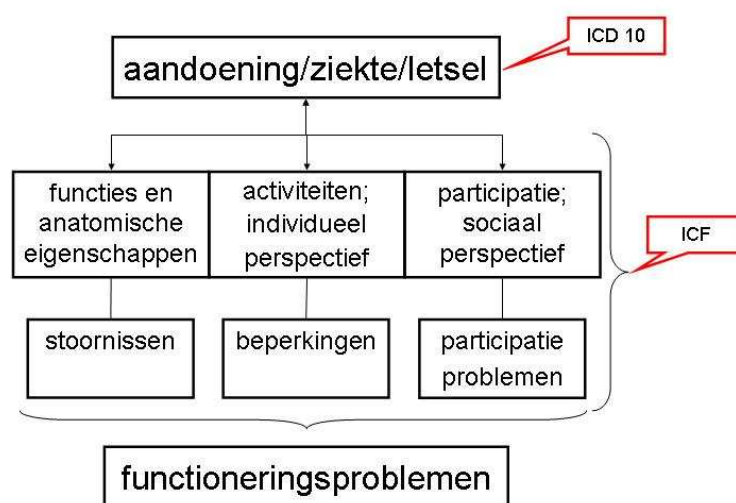 ICD 10
aandoening/ziekte/letsel
functies en
anatomische
eigenschappen
activiteiten;
individueel
perspectief
participatie;
sociaal
perspectief
ICF
stoornissen
beperkingen
participatie
problemen
functioneringsproblemen